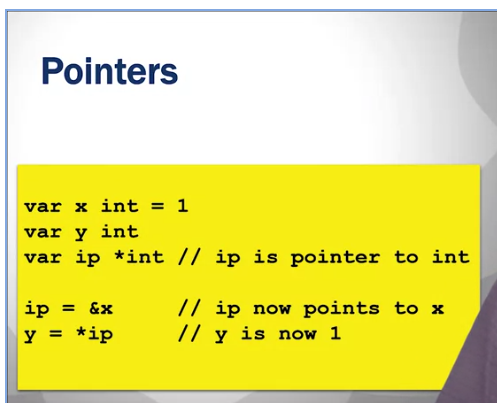 Pointers
var x int = 1
var y int
var ip *int // ip is pointer to int
ip = &x // ip now points to x
y = *ip // y is now 1